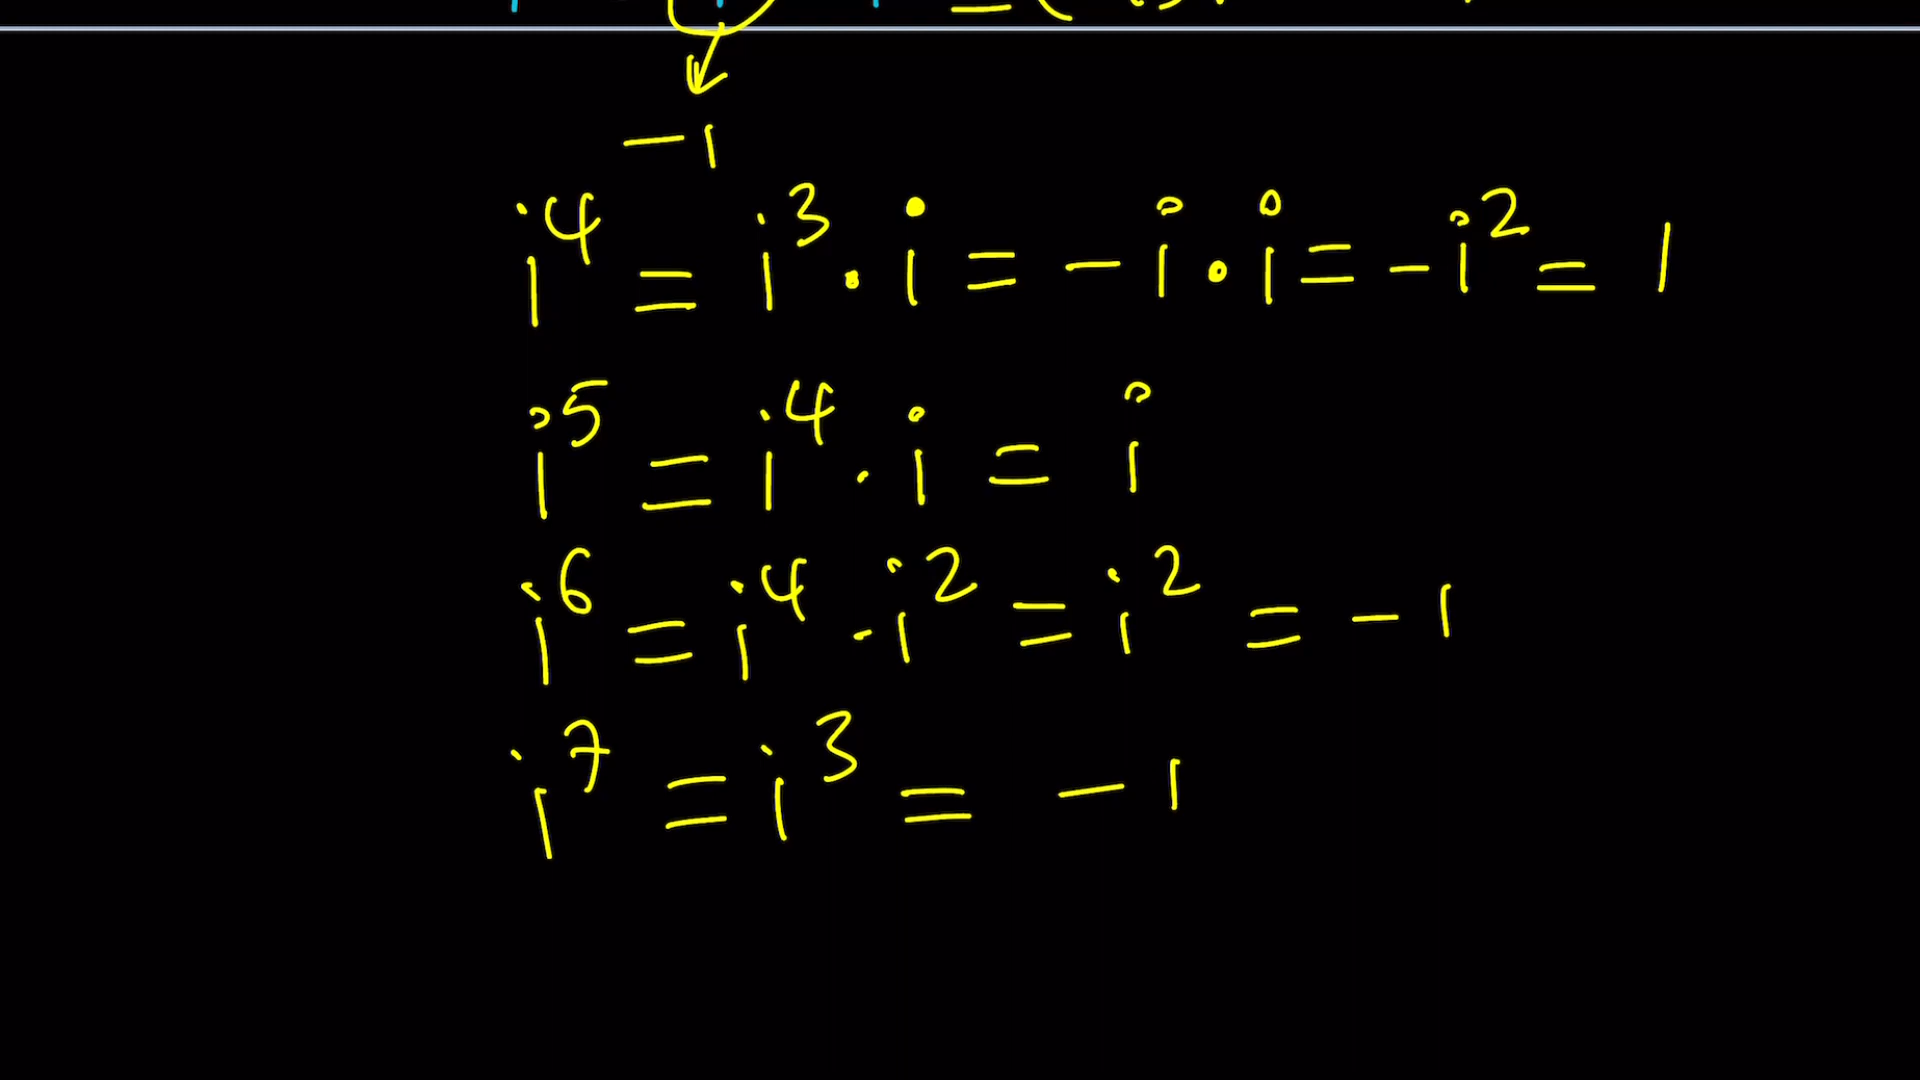 -1
i⁴ = i³ · i = -i · i = -i² = 1
i⁵ = i⁴ · i = i
i⁶ = i⁴ · i² = i² = -1
i⁷ = i³ = -1